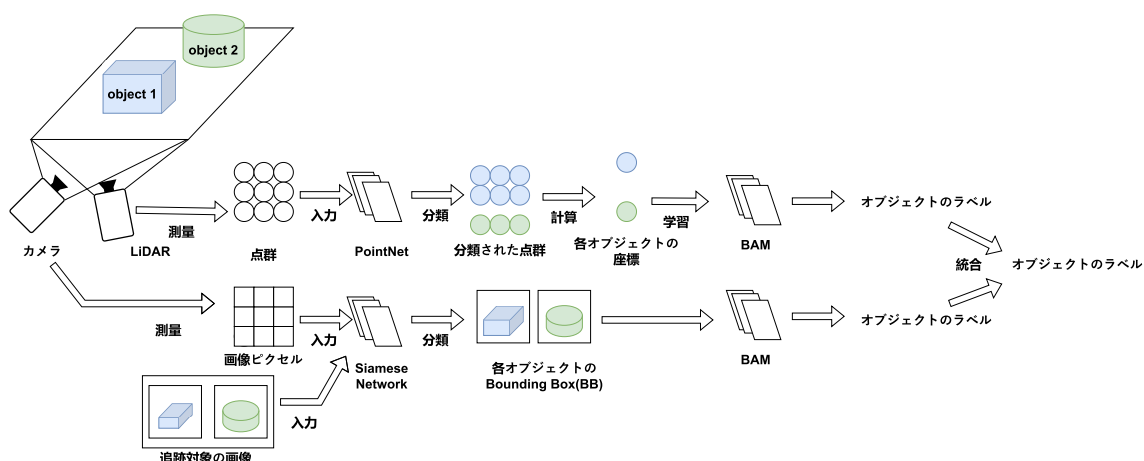 object 2
object 1
カメラ
LiDAR
測量
点群
入力
PointNet
分類
分類された点群
計算
各オブジェクトの
座標
学習
BAM
オブジェクトのラベル
統合
オブジェクトのラベル
測量
画像ピクセル
入力
Siamese
Network
分類
各オブジェクトの
Bounding Box(BB)
BAM
オブジェクトのラベル
入力
追跡対象の画像